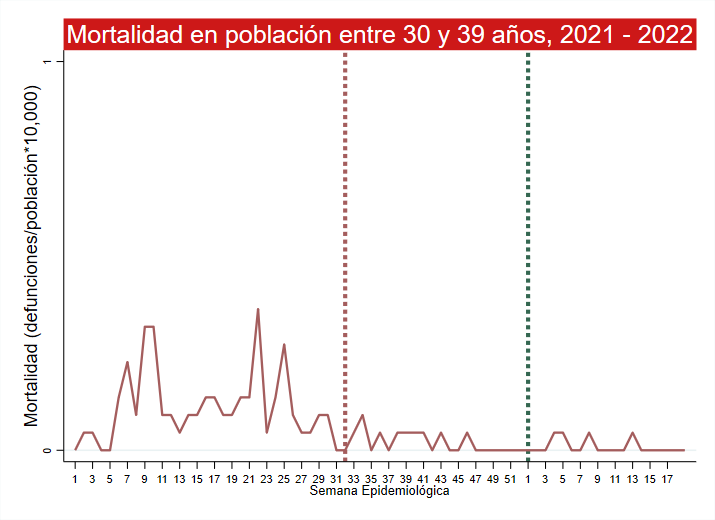 Mortalidad en población entre 30 y 39 años, 2021 - 2022
Mortalidad (defunciones/población*10,000)
1
0
1 3 5 7 9 11 13 15 17 19 21 23 25 27 29 31 33 35 37 39 41 43 45 47 49 51 1 3 5 7 9 11 13 15 17
Semana Epidemiológica